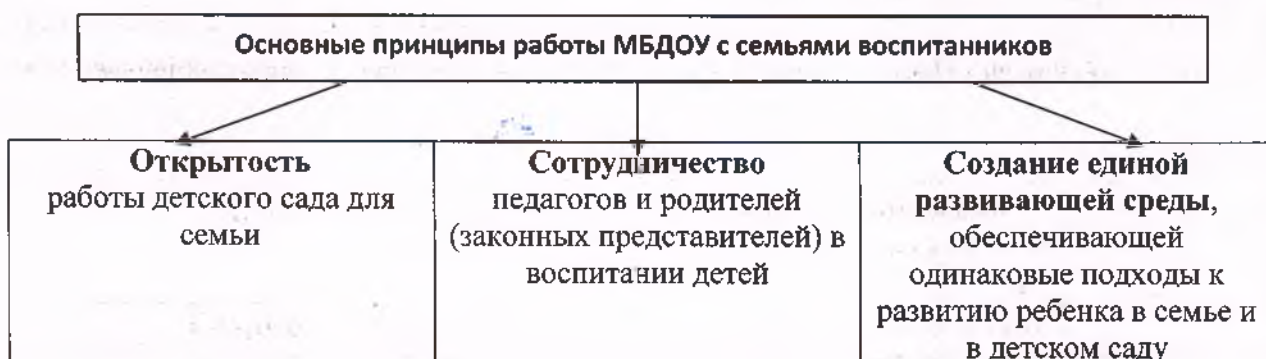 Основные принципы работы МБДОУ с семьями воспитанников
Открытость
работы детского сада для
семьи
Сотрудничество
педагогов и родителей
(законных представителей) в
воспитании детей
Создание единой
развивающей среды,
обеспечивающей
одинаковые подходы к
развитию ребенка в семье и
в детском саду